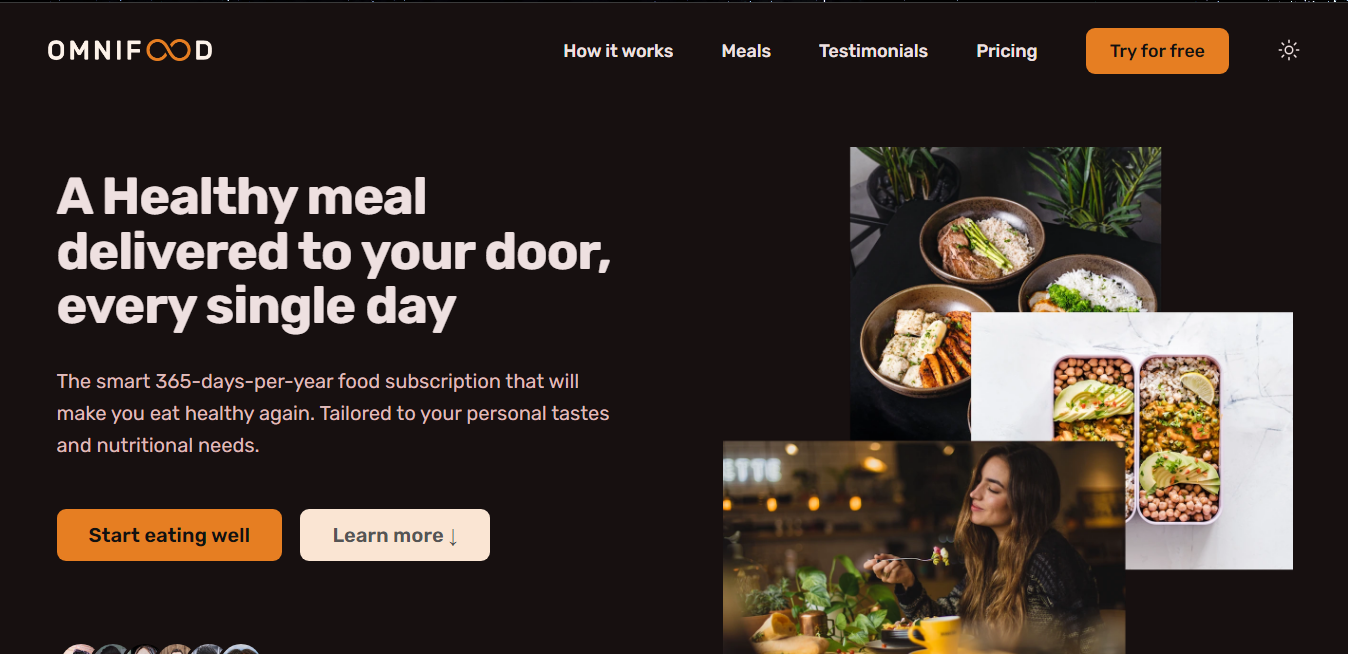 OMNIFOOD
How it works
Meals
Testimonials
Pricing
Try for free
A Healthy meal
delivered to your door,
every single day
The smart 365-days-per-year food subscription that will
make you eat healthy again. Tailored to your personal tastes
and nutritional needs.
Start eating well
Learn more ↓
ETTE